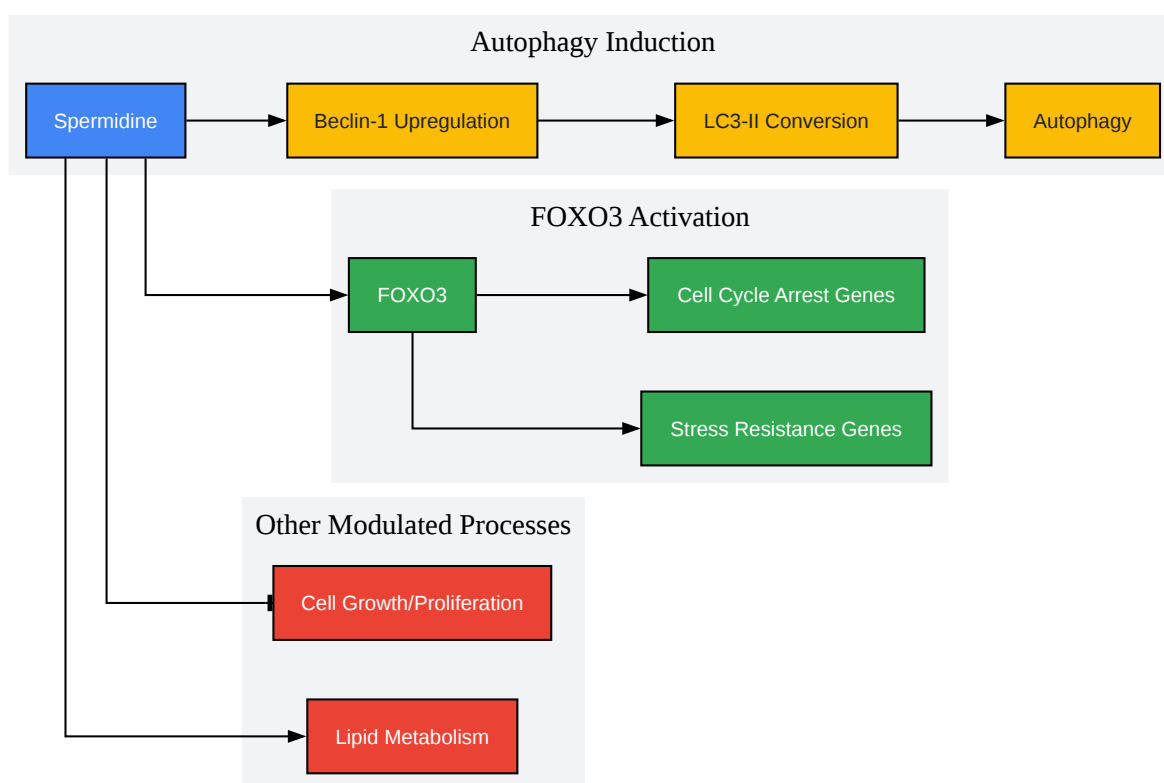 Autophagy Induction
Spermidine
Beclin-1 Upregulation
LC3-II Conversion
Autophagy
FOXO3 Activation
FOXO3
Cell Cycle Arrest Genes
Stress Resistance Genes
Other Modulated Processes
Cell Growth/Proliferation
Lipid Metabolism